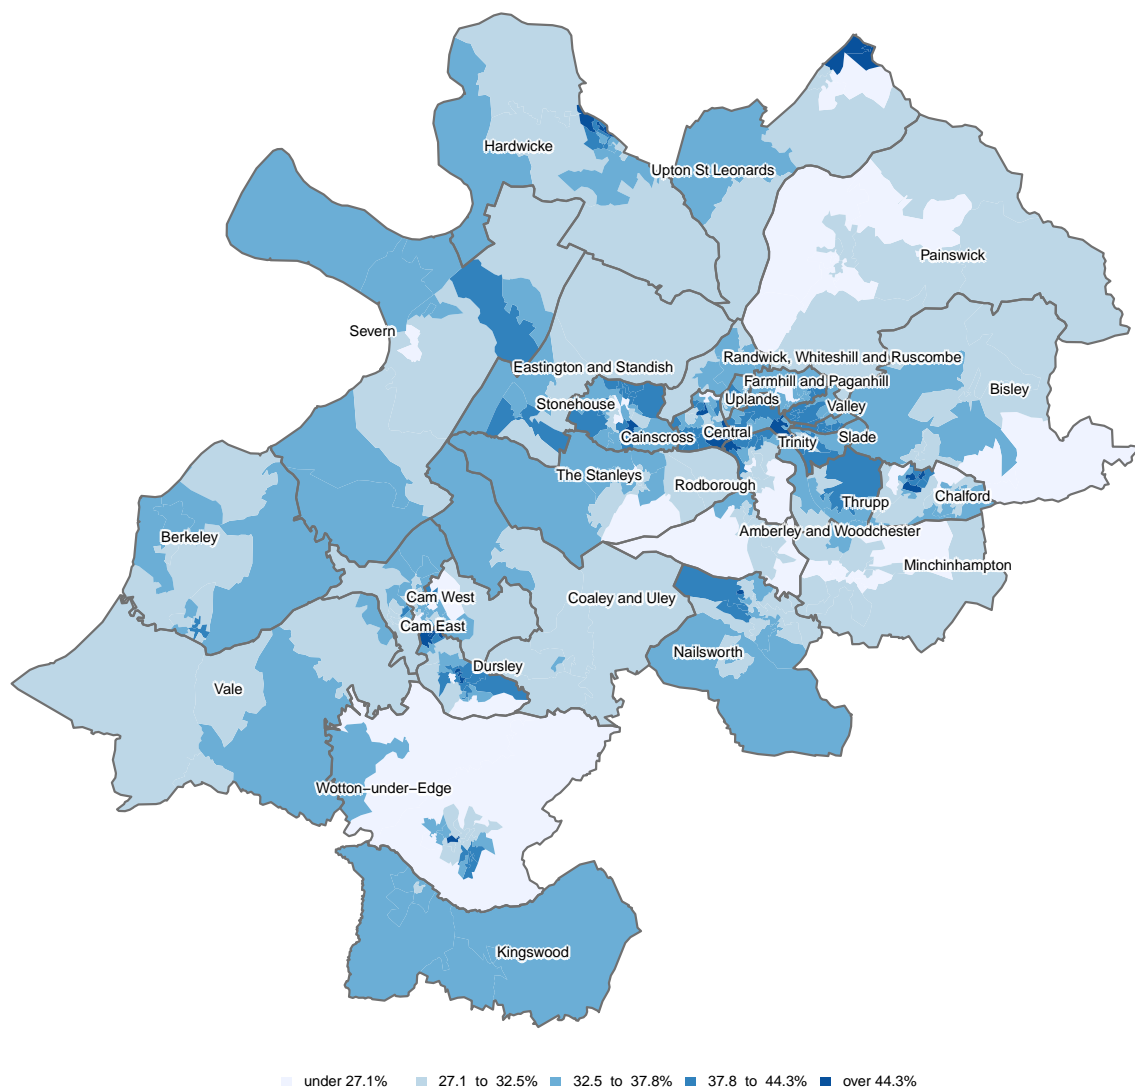 Hardwicke
Upton St Leonards
Painswick
Severn
Randwick, Whiteshill and Ruscombe
Eastington and Standish
Farmhill and Paganhill
Bisley
Uplands
Stonehouse
Valley
Central
Cainscross
Slade
Trinity
The Stanleys
Rodborough
Chalford
Thrupp
Amberley and Woodchester
Berkeley
Minchinhampton
Cam West
Coaley and Uley
Cam East
Nailsworth
Dursley
Vale
Wotton−under−Edge
Kingswood
under 27.1% 27.1 to 32.5% 32.5 to 37.8% 37.8 to 44.3% over 44.3%